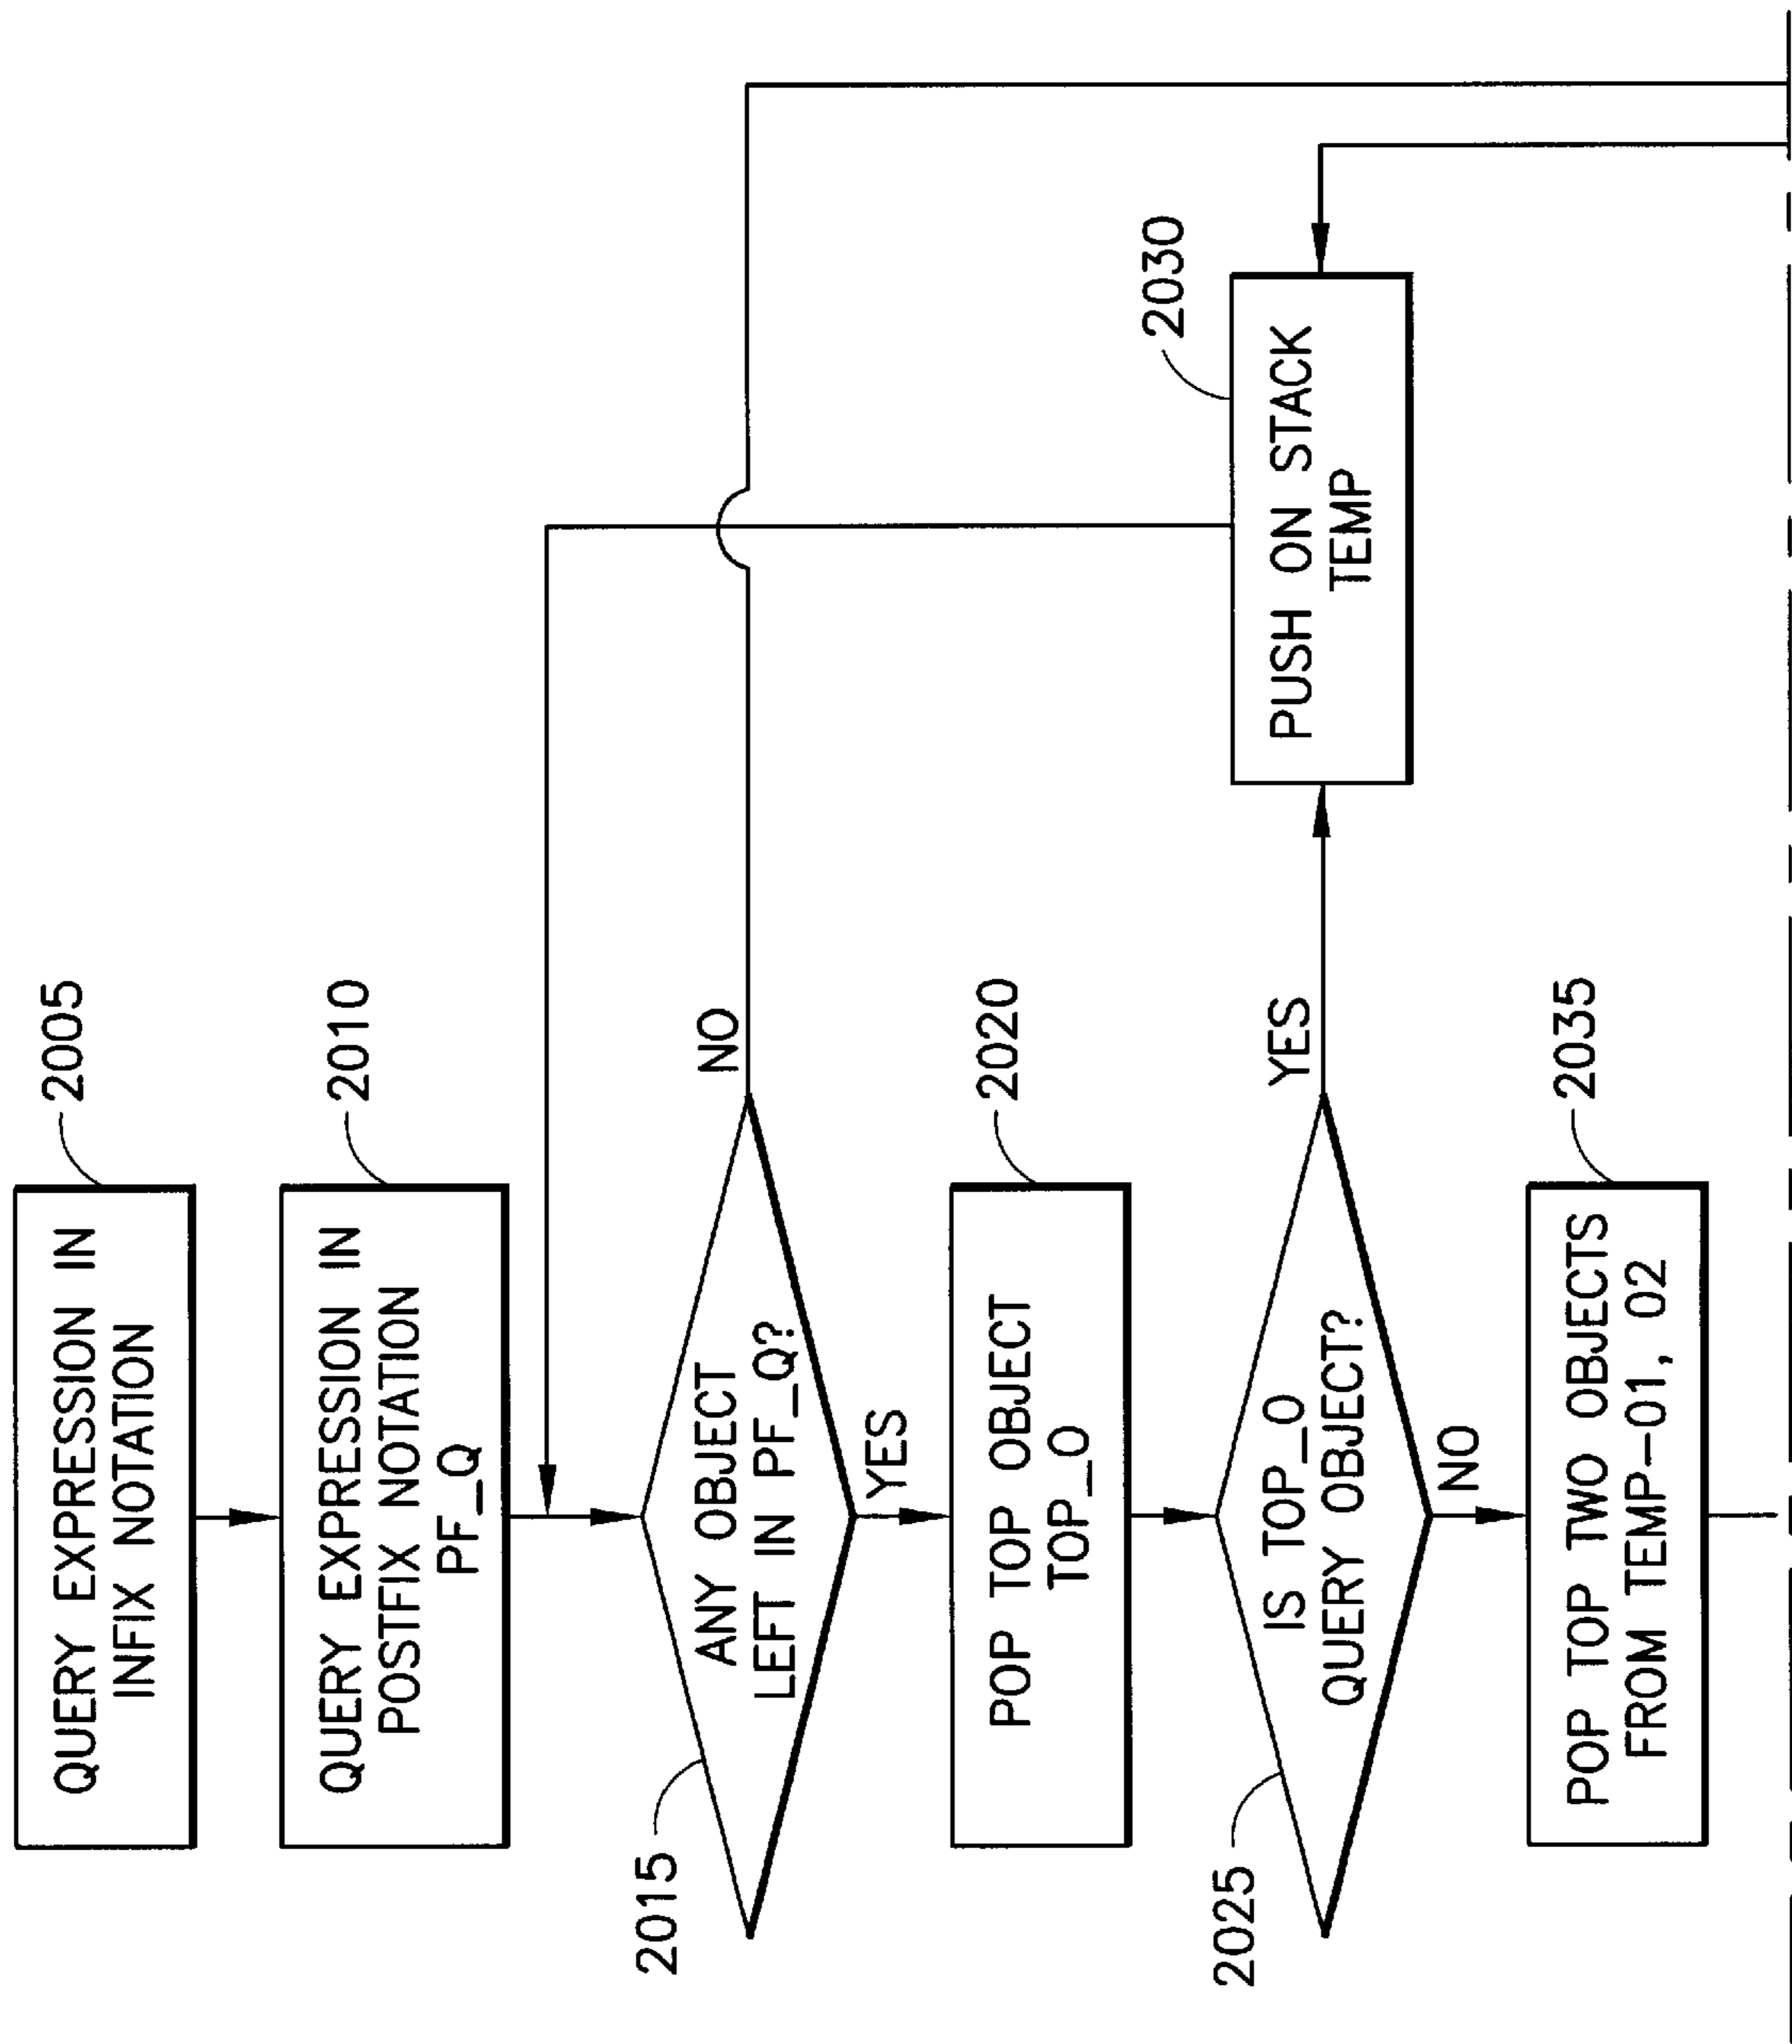 QUERY EXPRESSION IN
INFIX NOTATION
2005
QUERY EXPRESSION IN
POSTFIX NOTATION
PF_Q
2010
2015
ANY OBJECT
LEFT IN PF_Q?
NO
YES
POP TOP OBJECT
TOP_O
2020
2025
IS TOP_O
QUERY OBJECT?
YES
NO
PUSH ON STACK
TEMP
2030
POP TOP TWO OBJECTS
FROM TEMP-01, 02
2035